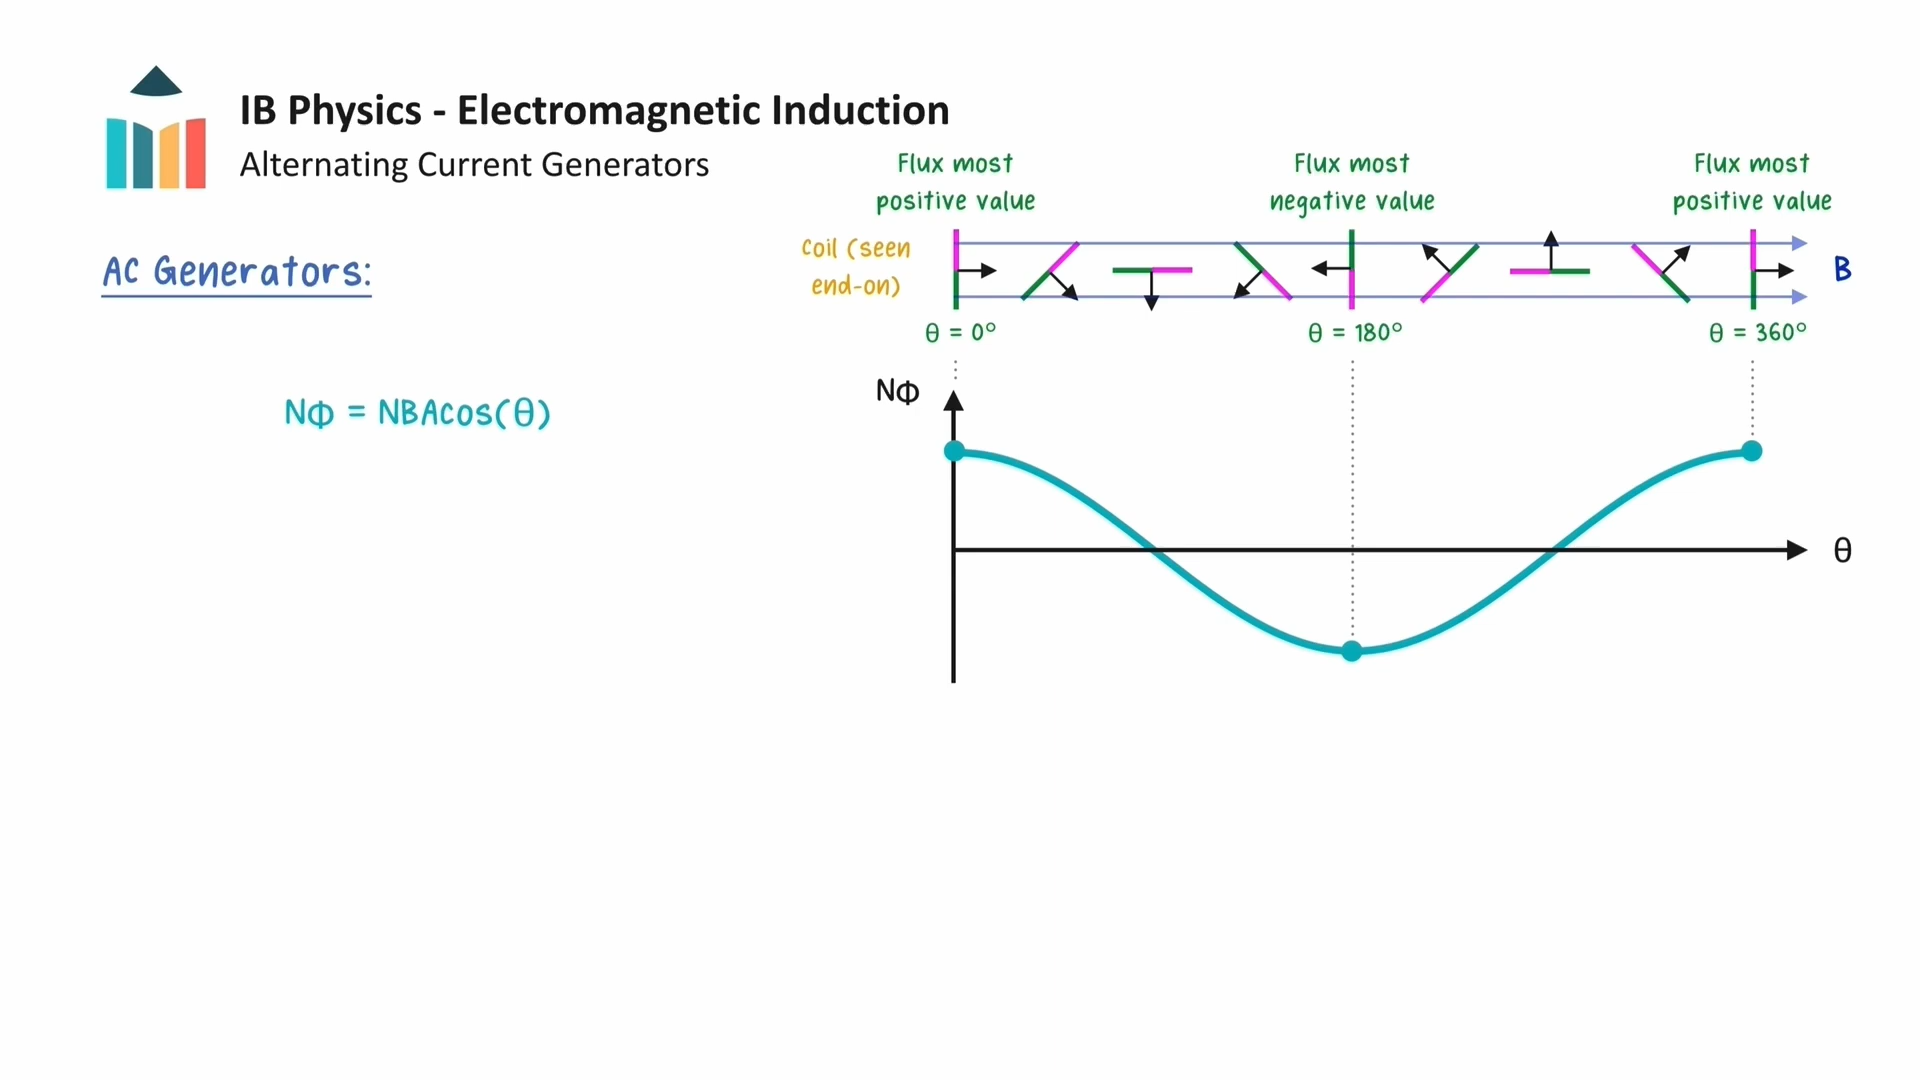 IB Physics - Electromagnetic Induction
Alternating Current Generators
AC Generators:
NΦ = NBAcos(θ)
Flux most
positive value
Flux most
negative value
Flux most
positive value
Coil (seen
end-on)
B
θ = 0°
θ = 180°
θ = 360°
NΦ
θ